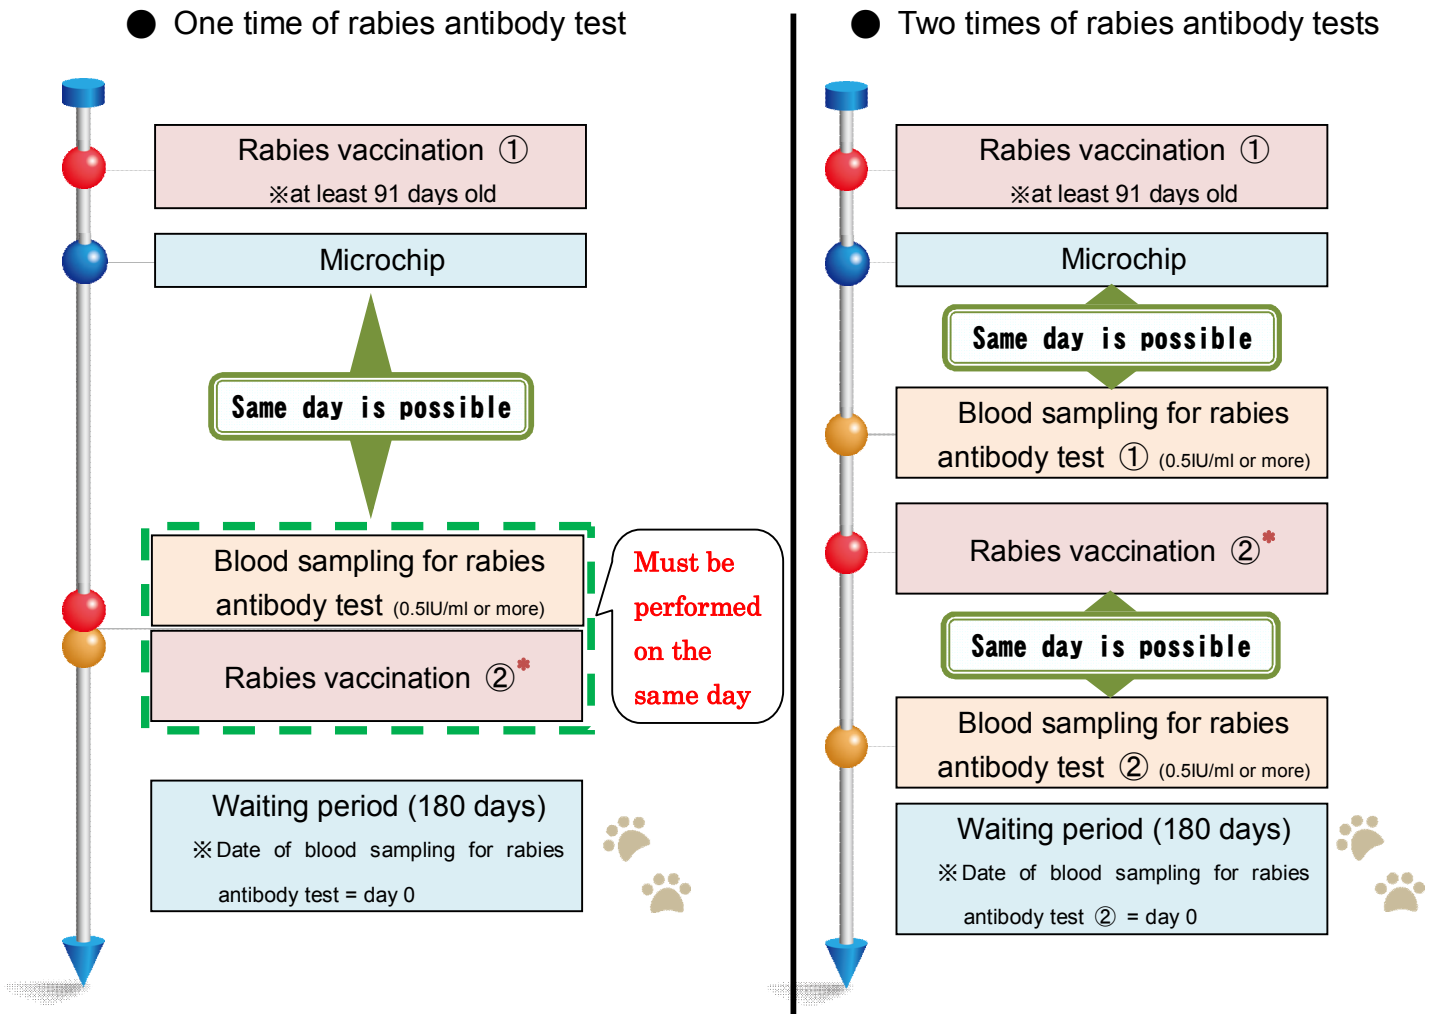 ● One time of rabies antibody test
Rabies vaccination ①
※at least 91 days old
Microchip
Same day is possible
Blood sampling for rabies
antibody test (0.5IU/ml or more)
Rabies vaccination ②*
Must be
performed
on the
same day
Waiting period (180 days)
※Date of blood sampling for rabies
antibody test = day 0
● Two times of rabies antibody tests
Rabies vaccination ①
※at least 91 days old
Microchip
Same day is possible
Blood sampling for rabies
antibody test ① (0.5IU/ml or more)
Rabies vaccination ②*
Same day is possible
Blood sampling for rabies
antibody test ② (0.5IU/ml or more)
Waiting period (180 days)
※Date of blood sampling for rabies
antibody test ② = day 0